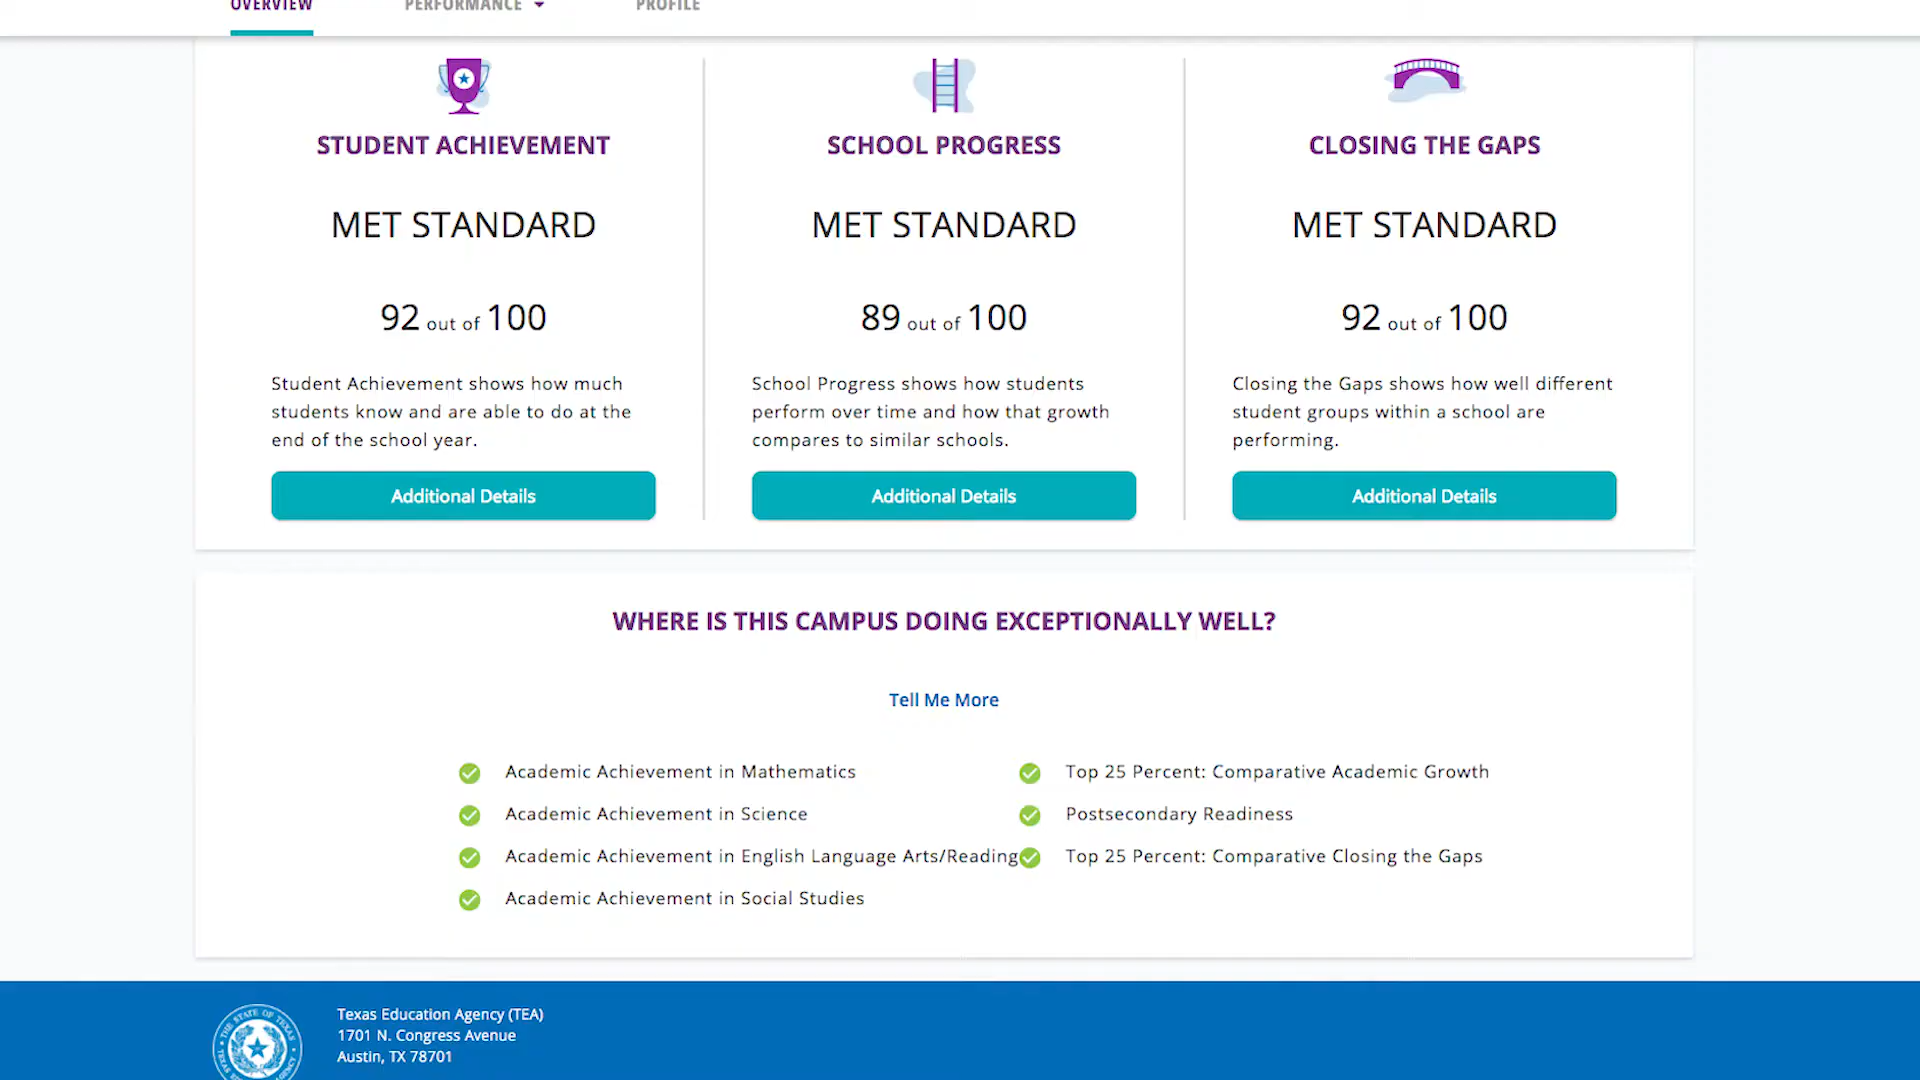 OVERVIEW
PERFORMANCE
PROFILE
STUDENT ACHIEVEMENT
MET STANDARD
92 out of 100
Student Achievement shows how much
students know and are able to do at the
end of the school year.
Additional Details
SCHOOL PROGRESS
MET STANDARD
89 out of 100
School Progress shows how students
perform over time and how that growth
compares to similar schools.
Additional Details
CLOSING THE GAPS
MET STANDARD
92 out of 100
Closing the Gaps shows how well different
student groups within a school are
performing.
Additional Details
WHERE IS THIS CAMPUS DOING EXCEPTIONALLY WELL?
Tell Me More
Academic Achievement in Mathematics
Academic Achievement in Science
Academic Achievement in English Language Arts/Reading
Academic Achievement in Social Studies
Top 25 Percent: Comparative Academic Growth
Postsecondary Readiness
Top 25 Percent: Comparative Closing the Gaps
THE STATE OF TEXAS
Texas Education Agency (TEA)
1701 N. Congress Avenue
Austin, TX 78701